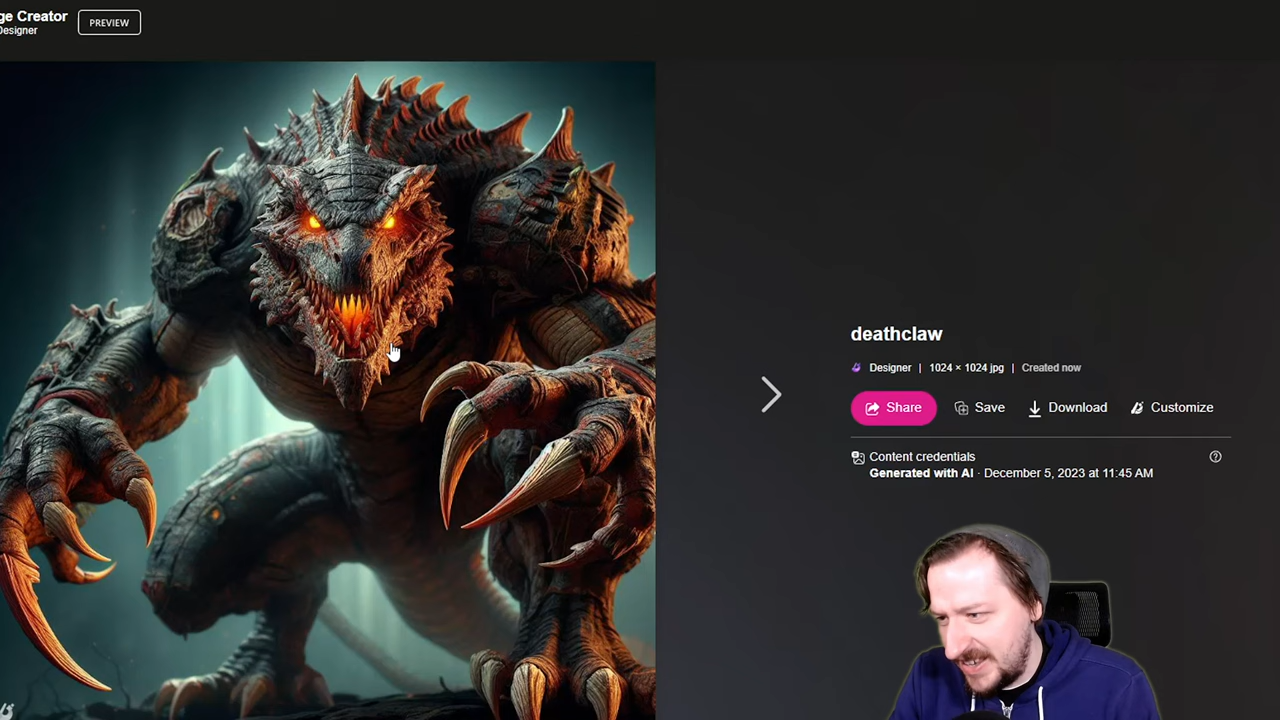 ge Creator
Designer
PREVIEW
deathclaw
Designer | 1024 × 1024 jpg | Created now
Share
Save
Download
Customize
Content credentials
Generated with AI · December 5, 2023 at 11:45 AM